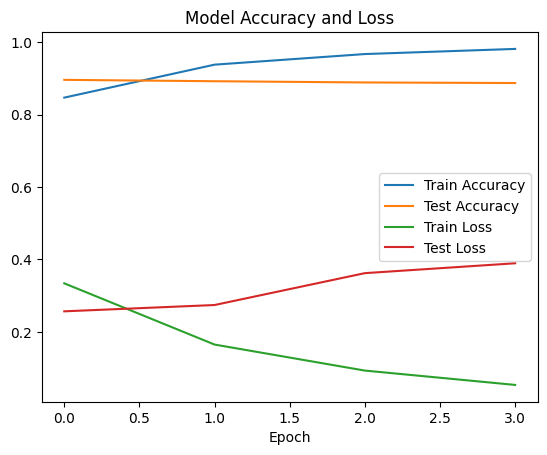 Model Accuracy and Loss
1.0
0.8
0.6
0.4
0.2
Train Accuracy
Test Accuracy
Train Loss
Test Loss
0.0 0.5 1.0 1.5 2.0 2.5 3.0
Epoch